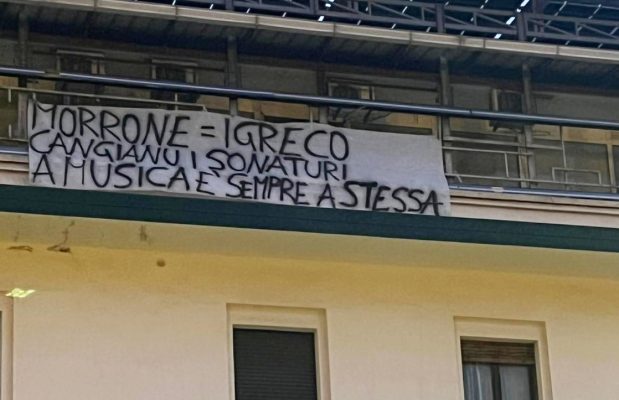 MORRONE = IGRECO
CANGIANU I SONATURI
A MUSICA È SEMPRE A STESSA